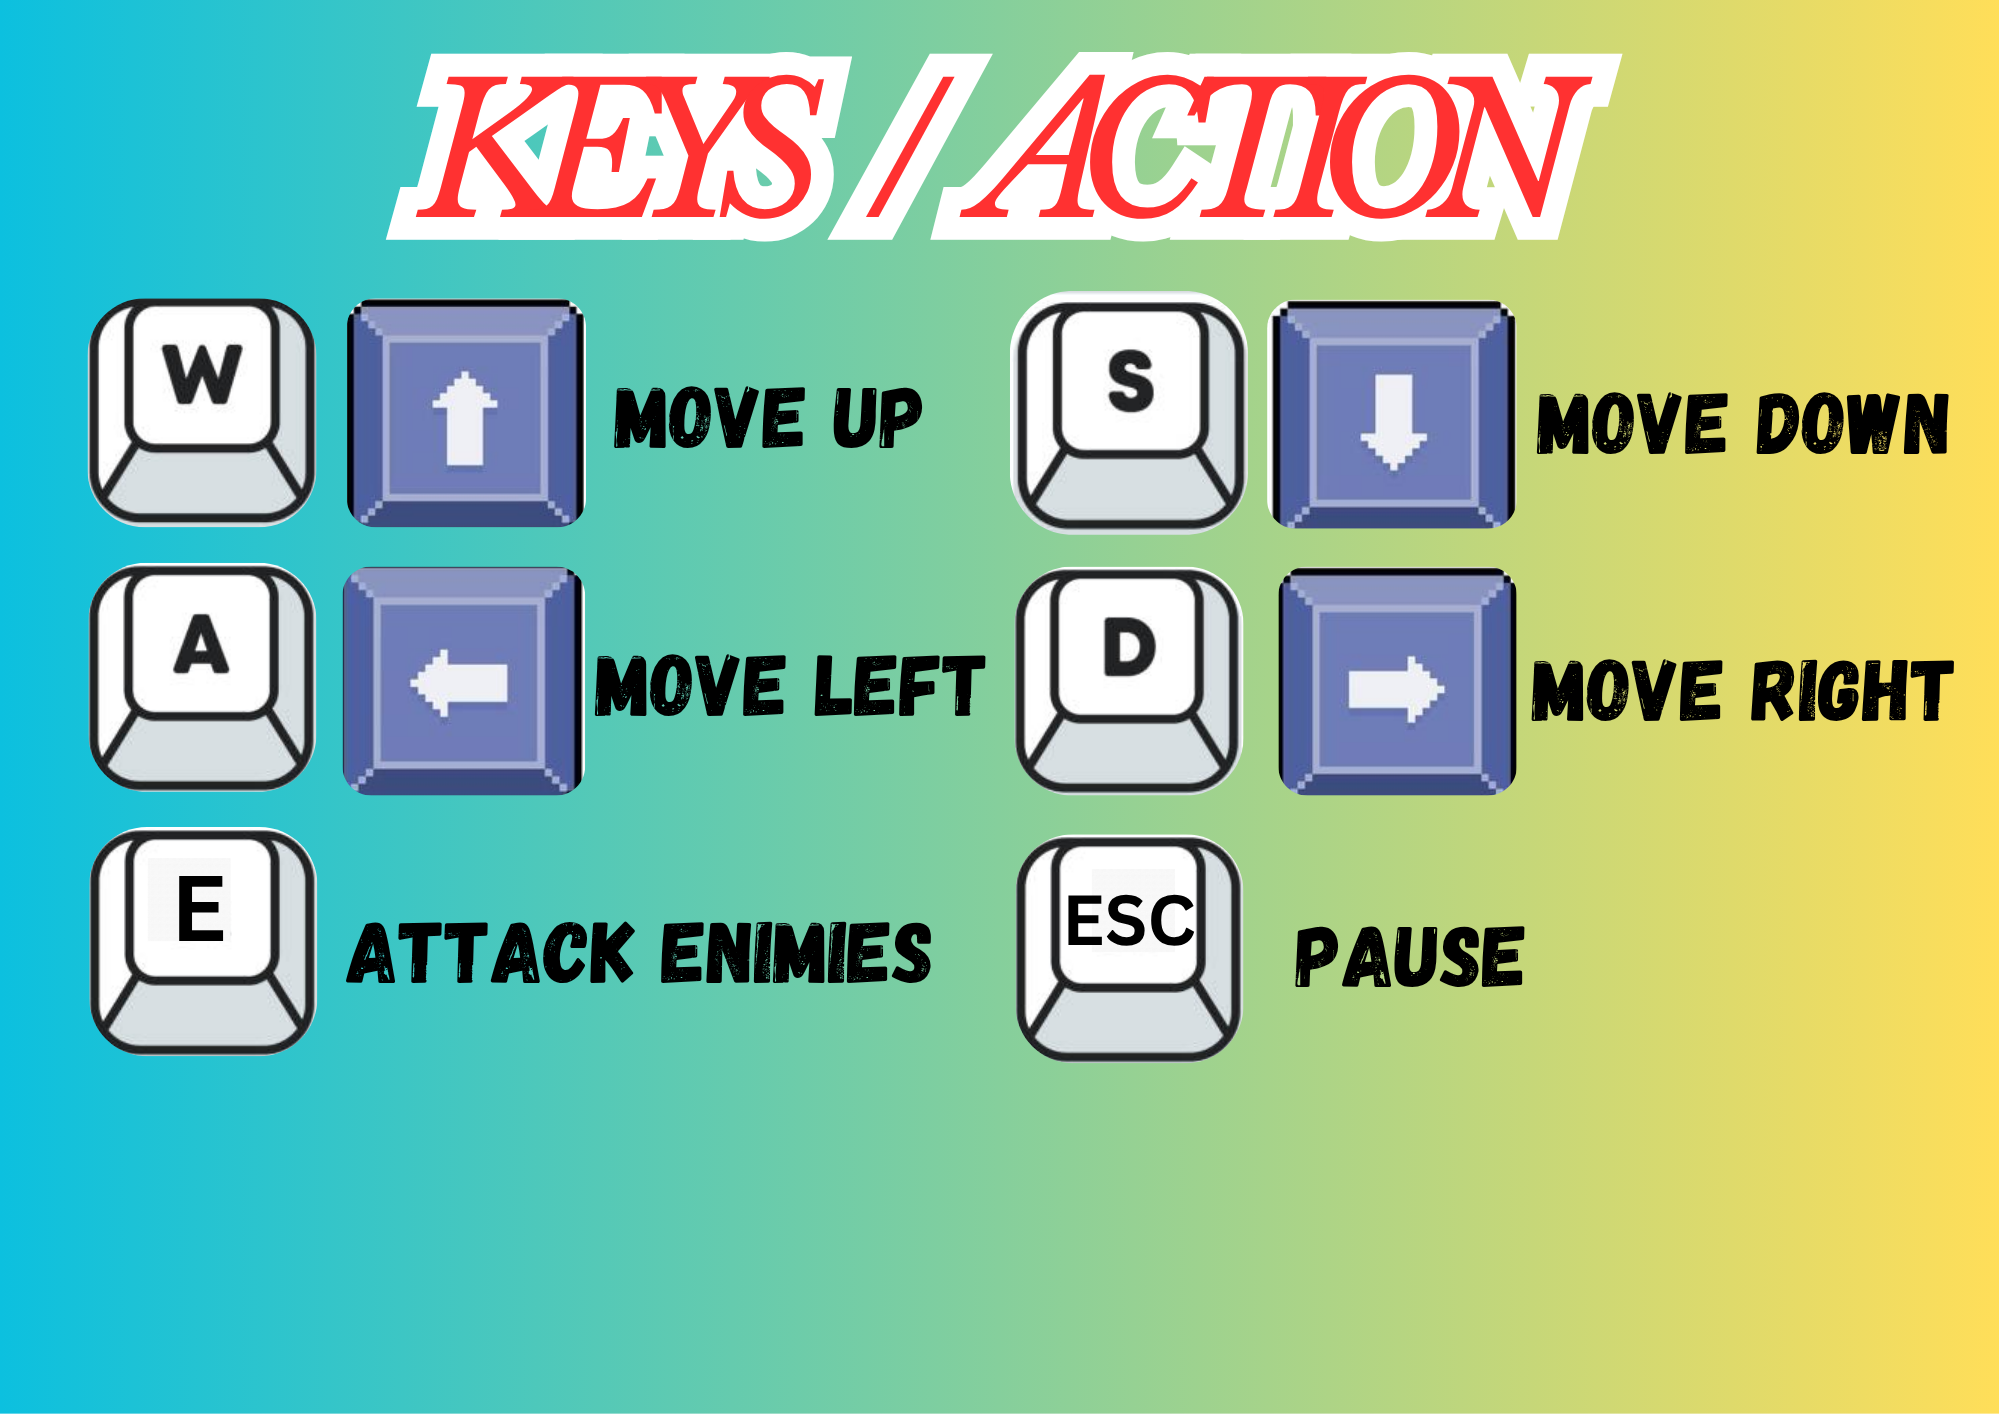 KEYS / ACTION
W MOVE UP
S MOVE DOWN
A MOVE LEFT
D MOVE RIGHT
E ATTACK ENIMIES
ESC PAUSE